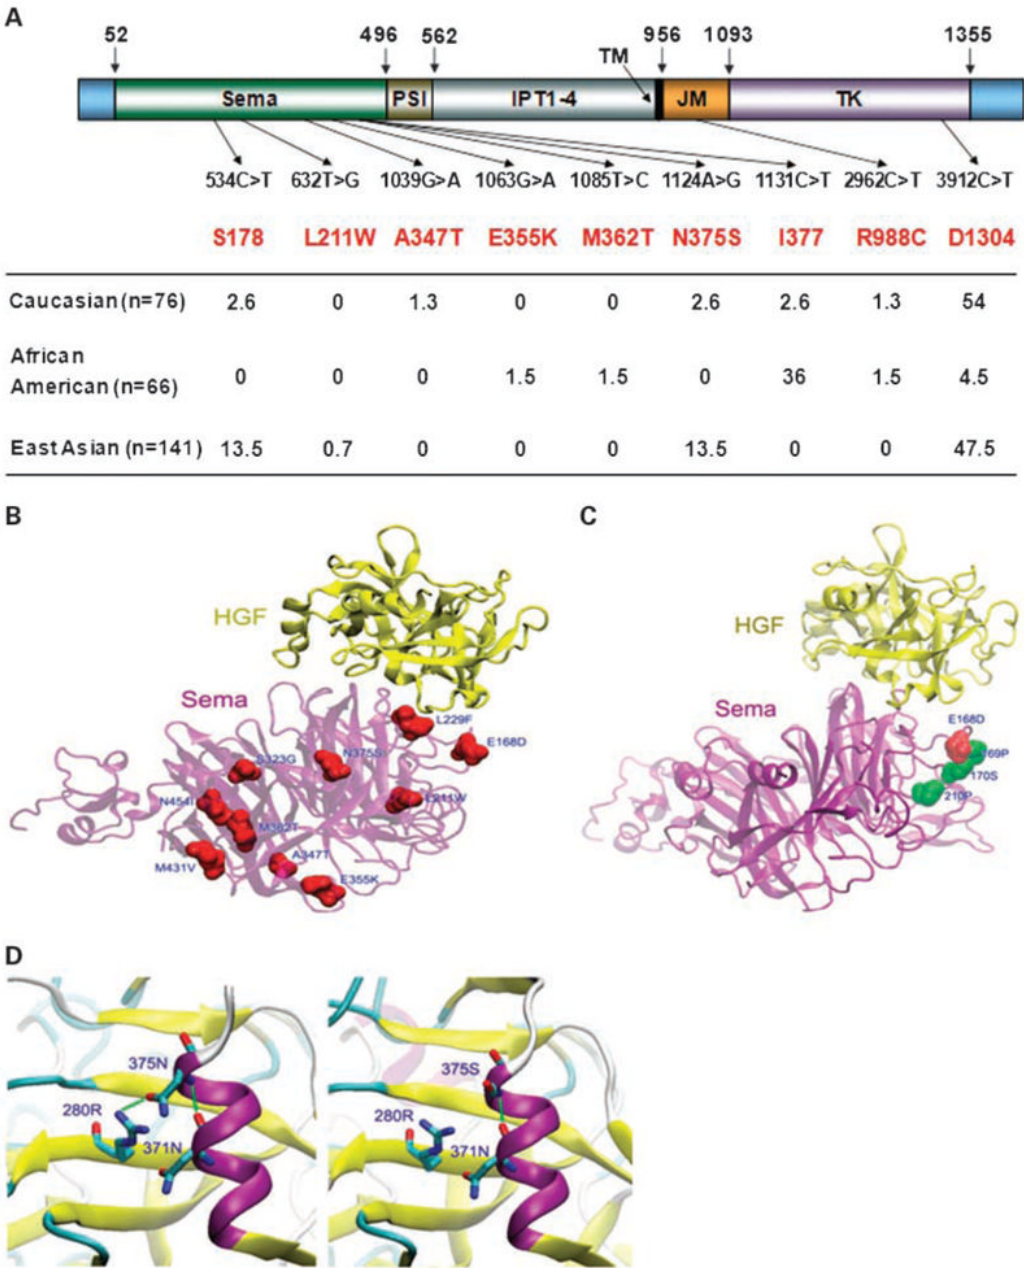 A
52 496 562 956 1093 1355
TM
Sema PSI IPT1-4 JM TK
534C>T 632T>G 1039G>A 1063G>A 1085T>C 1124A>G 1131C>T 2962C>T 3912C>T
S178 L211W A347T E355K M362T N375S I377 R988C D1304
Caucasian (n=76) 2.6 0 1.3 0 0 2.6 2.6 1.3 54
African
American (n=66) 0 0 0 1.5 1.5 0 36 1.5 4.5
East Asian (n=141) 13.5 0.7 0 0 0 13.5 0 0 47.5
B
HGF
Sema
L229F
E168D
S323G
N375S
N454I
L211W
M362T
M431V
A347T
E355K
C
HGF
Sema
E168D
169P
170S
210P
D
375N
280R
371N
375S
280R
371N